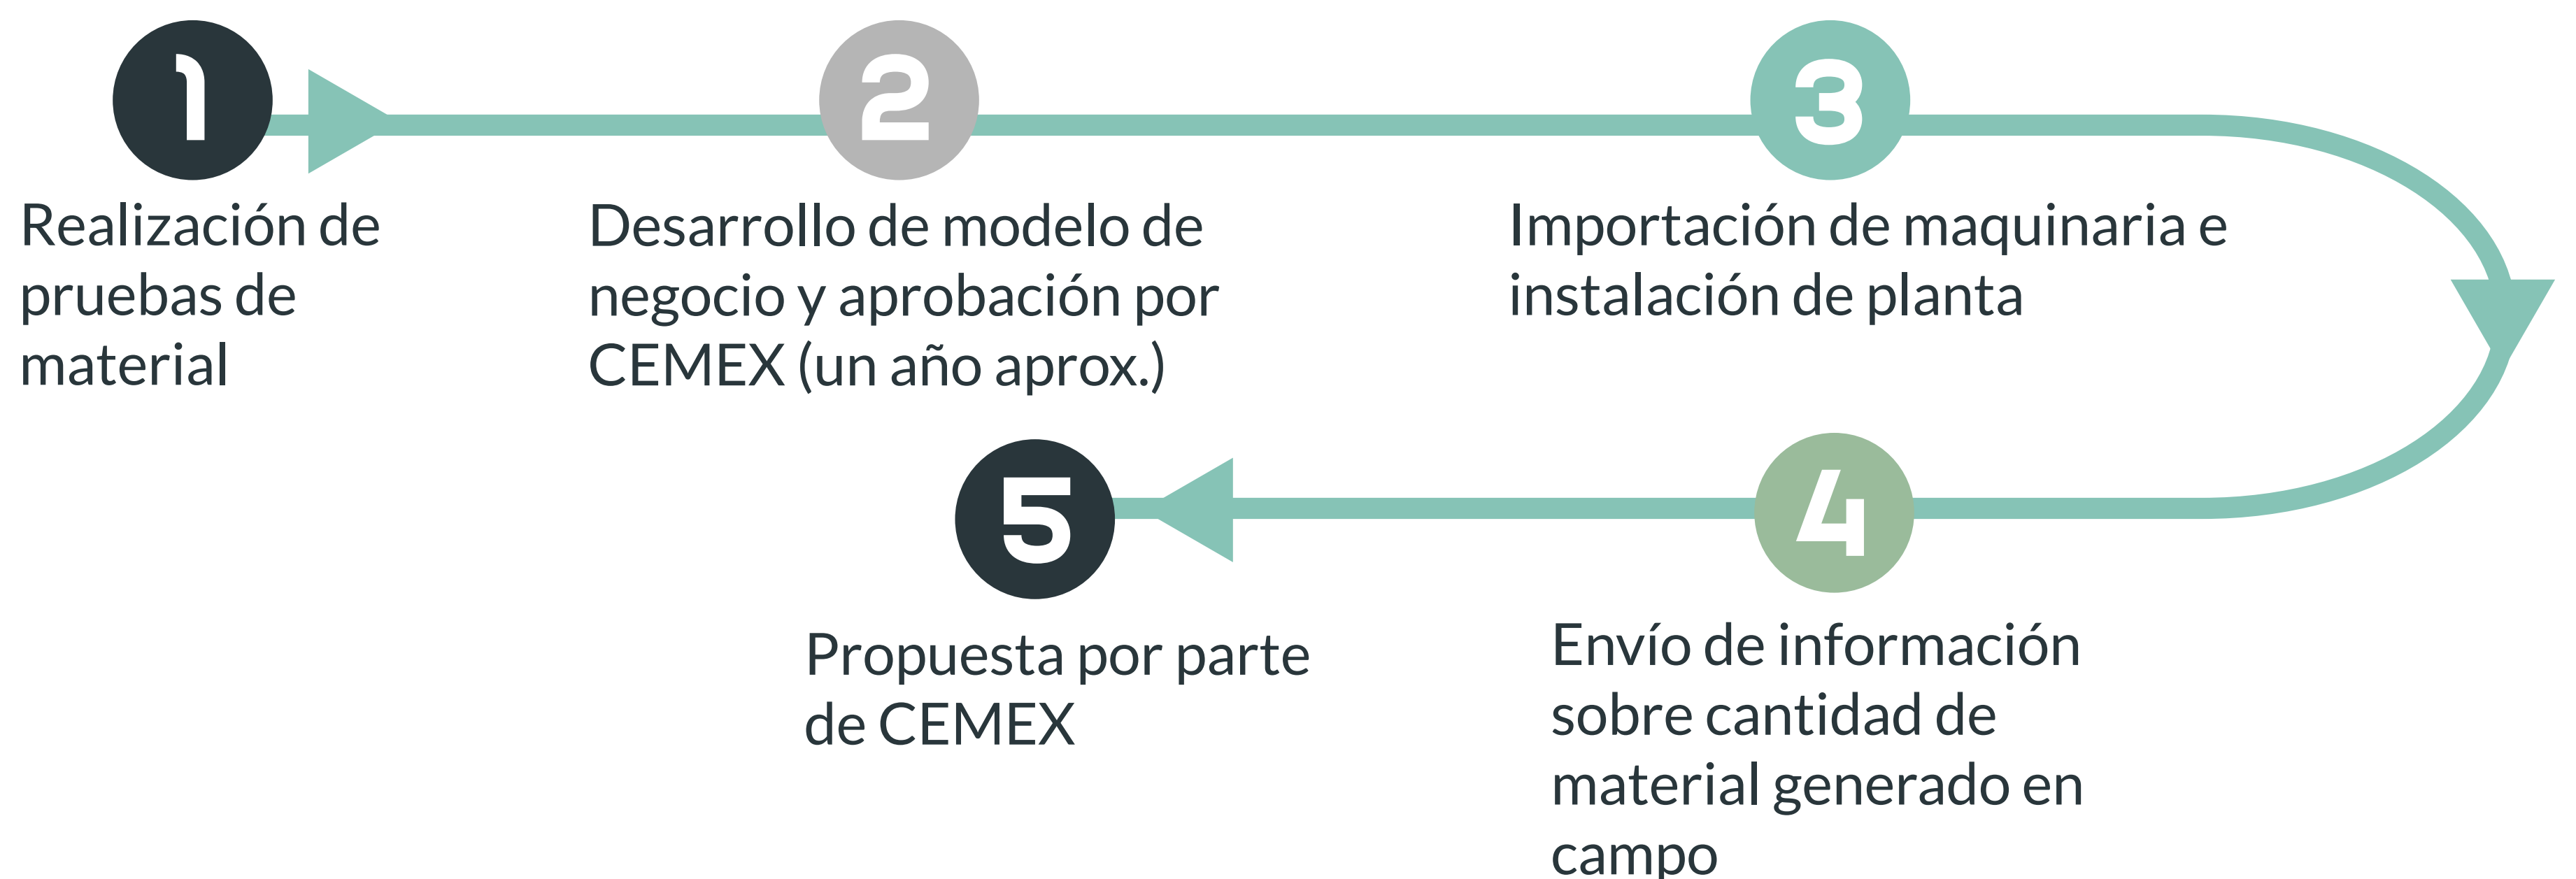 1
Realización de
pruebas de
material
2
Desarrollo de modelo de
negocio y aprobación por
CEMEX (un año aprox.)
3
Importación de maquinaria e
instalación de planta
4
Envío de información
sobre cantidad de
material generado en
campo
5
Propuesta por parte
de CEMEX